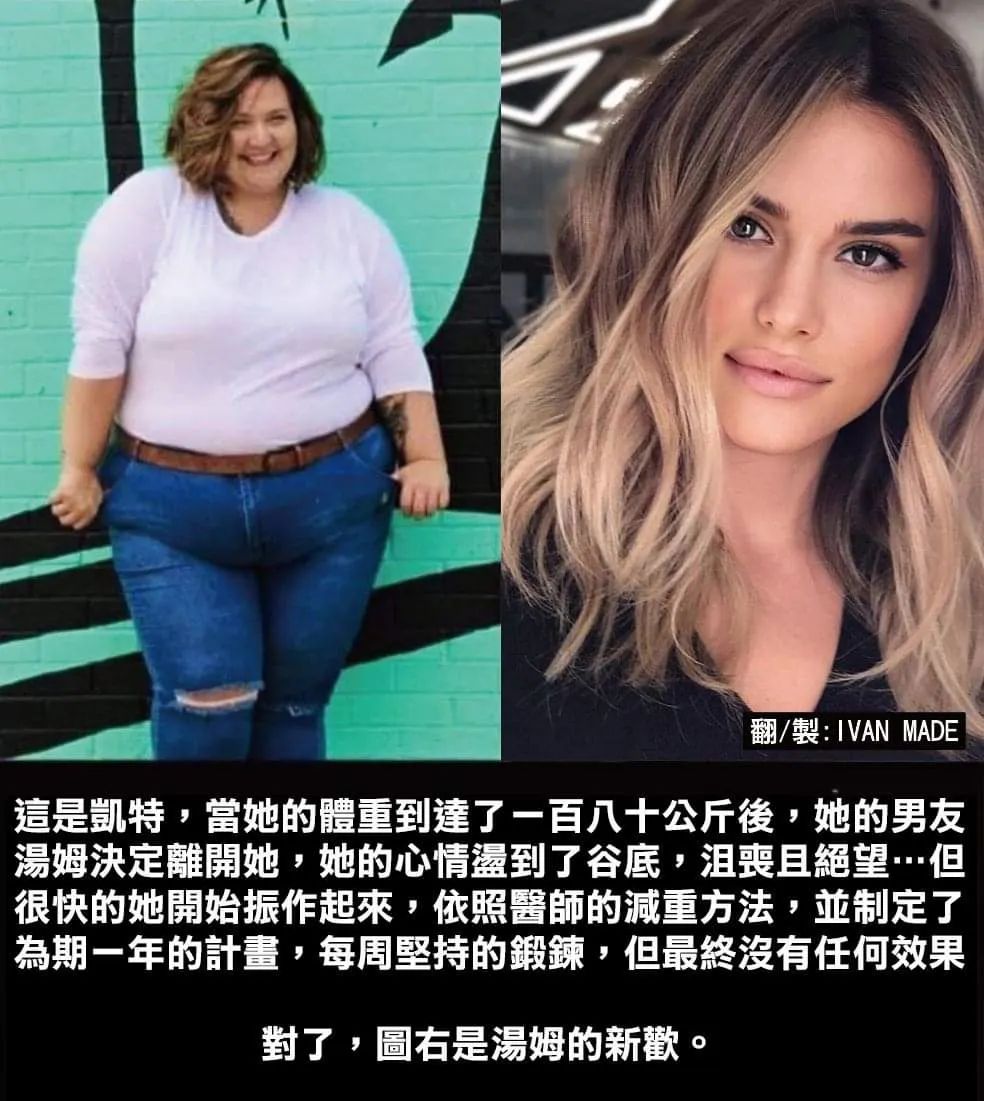 翻/製:IVAN MADE
這是凱特，當她的體重到達了一百八十公斤後，她的男友
湯姆決定離開她，她的心情盪到了谷底，沮喪且絕望…但
很快的她開始振作起來，依照醫師的減重方法，並制定了
為期一年的計畫，每周堅持的鍛鍊，但最終沒有任何效果
對了，圖右是湯姆的新歡。